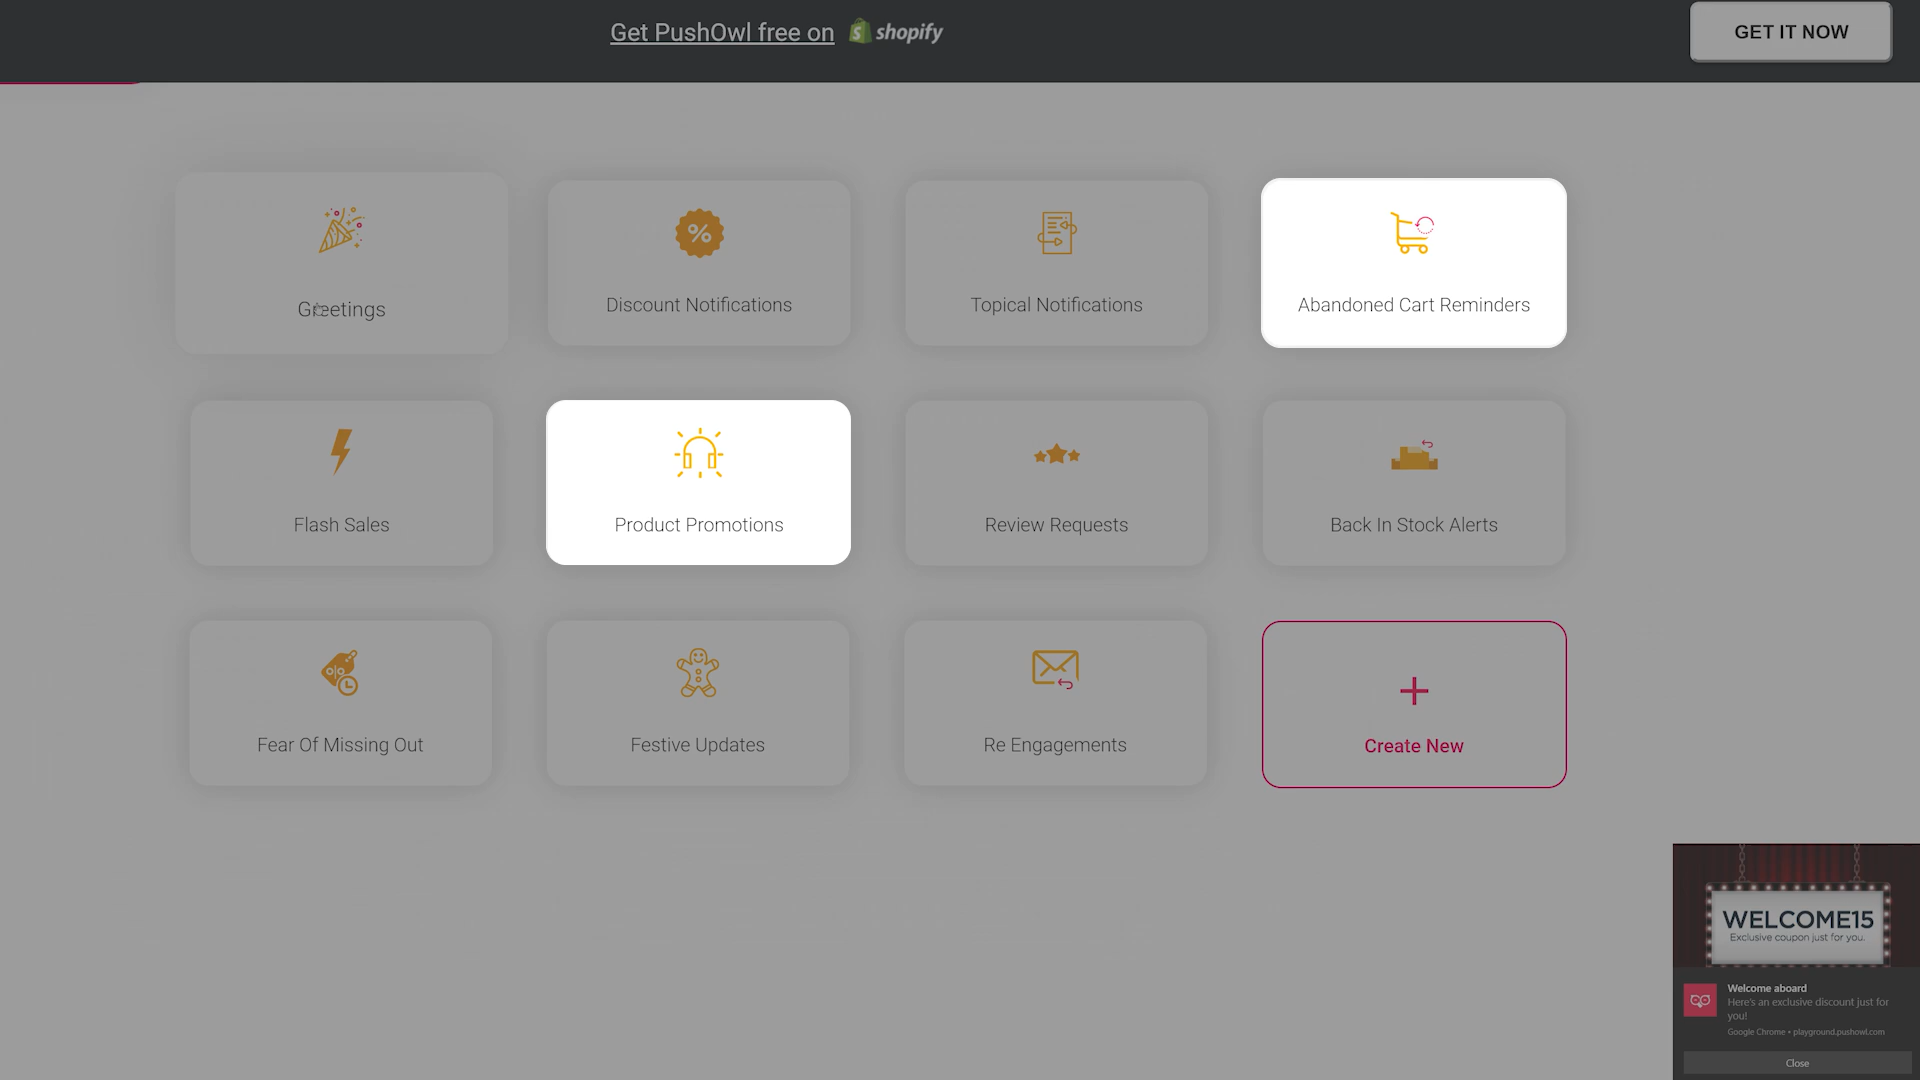 Get PushOwl free on shopify
GET IT NOW
Greetings
Discount Notifications
Topical Notifications
Abandoned Cart Reminders
Flash Sales
Product Promotions
Review Requests
Back In Stock Alerts
Fear Of Missing Out
Festive Updates
Re Engagements
Create New
WELCOME15
Exclusive coupon just for you.
Welcome aboard
Here's an exclusive discount just for
you!
Google Chrome • playground.pushowl.com
Close